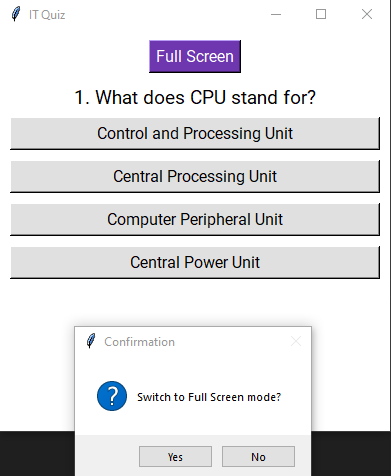 IT Quiz
Full Screen
1. What does CPU stand for?
Control and Processing Unit
Central Processing Unit
Computer Peripheral Unit
Central Power Unit
Confirmation
Switch to Full Screen mode?
Yes No